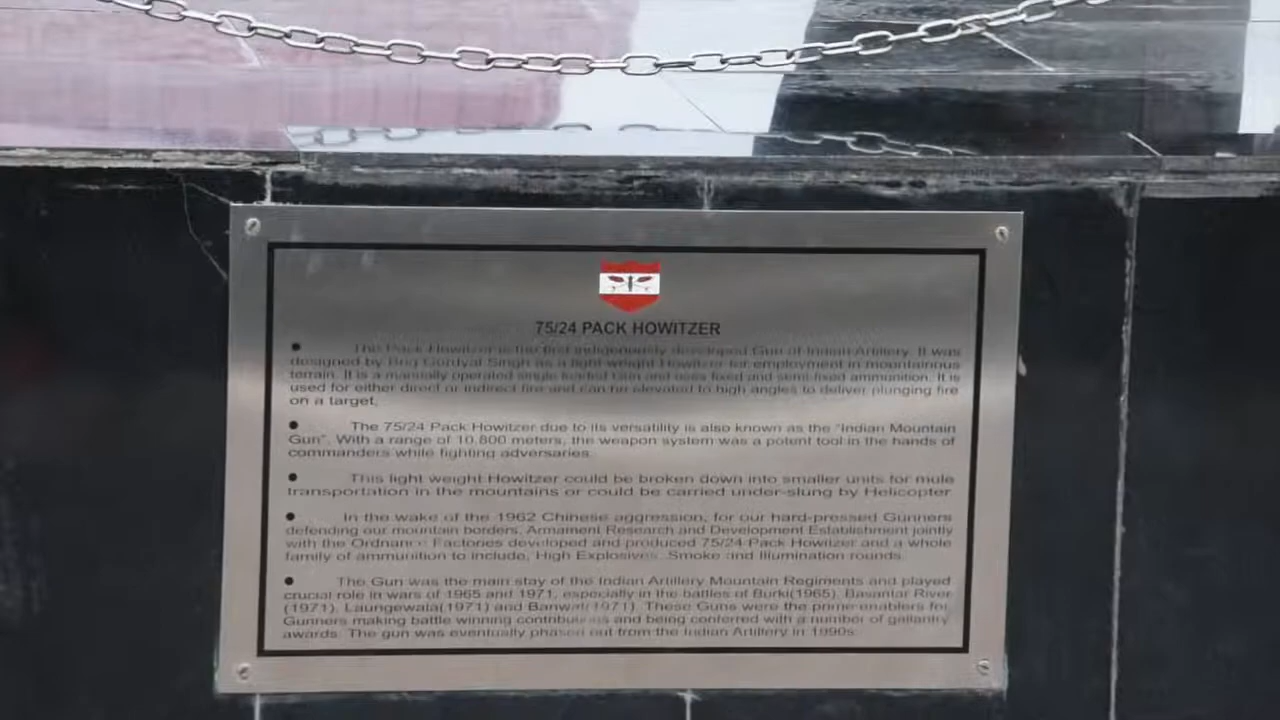 75/24 PACK HOWITZER
● The Pack Howitzer is the first indigenously developed Gun of Indian Artillery. It was
designed by Brig Gurdyal Singh as a light weight Howitzer for employment in mountainous
terrain. It is a manually operated single loaded Gun and uses fixed and semi-fixed ammunition. It is
used for either direct or indirect fire and can be elevated to high angles to deliver plunging fire
on a target.
● The 75/24 Pack Howitzer due to its versatility is also known as the "Indian Mountain
Gun". With a range of 10,800 meters, the weapon system was a potent tool in the hands of
commanders while fighting adversaries.
● This light weight Howitzer could be broken down into smaller units for mule
transportation in the mountains or could be carried under-slung by Helicopter
● In the wake of the 1962 Chinese aggression, for our hard-pressed Gunners
defending our mountain borders, Armament Research and Development Establishment jointly
with the Ordnance Factories developed and produced 75/24 Pack Howitzer and a whole
family of ammunition to include, High Explosives, Smoke and Illumination rounds.
● The Gun was the main stay of the Indian Artillery Mountain Regiments and played
crucial role in wars of 1965 and 1971, especially in the battles of Burki(1965), Basantar River
(1971), Laungewala(1971) and (1971). These Guns were the prime enablers for
Gunners making battle winning contributions and being conferred with a number of gallantry
awards. The gun was eventually phased out from the Indian Artillery in 1990s.